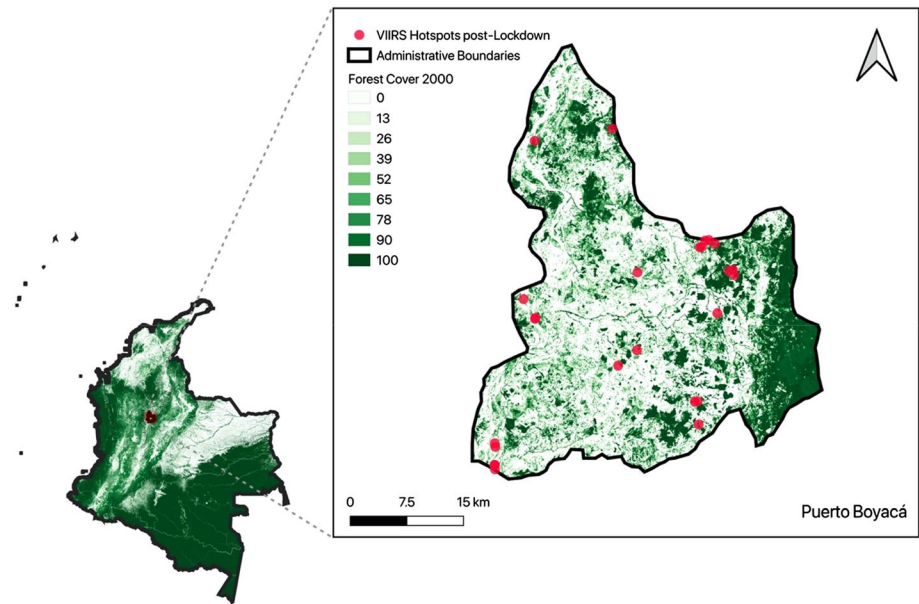 VIIRS Hotspots post-Lockdown
Administrative Boundaries
Forest Cover 2000
0
13
26
39
52
65
78
90
100
0 7.5 15 km
Puerto Boyacá